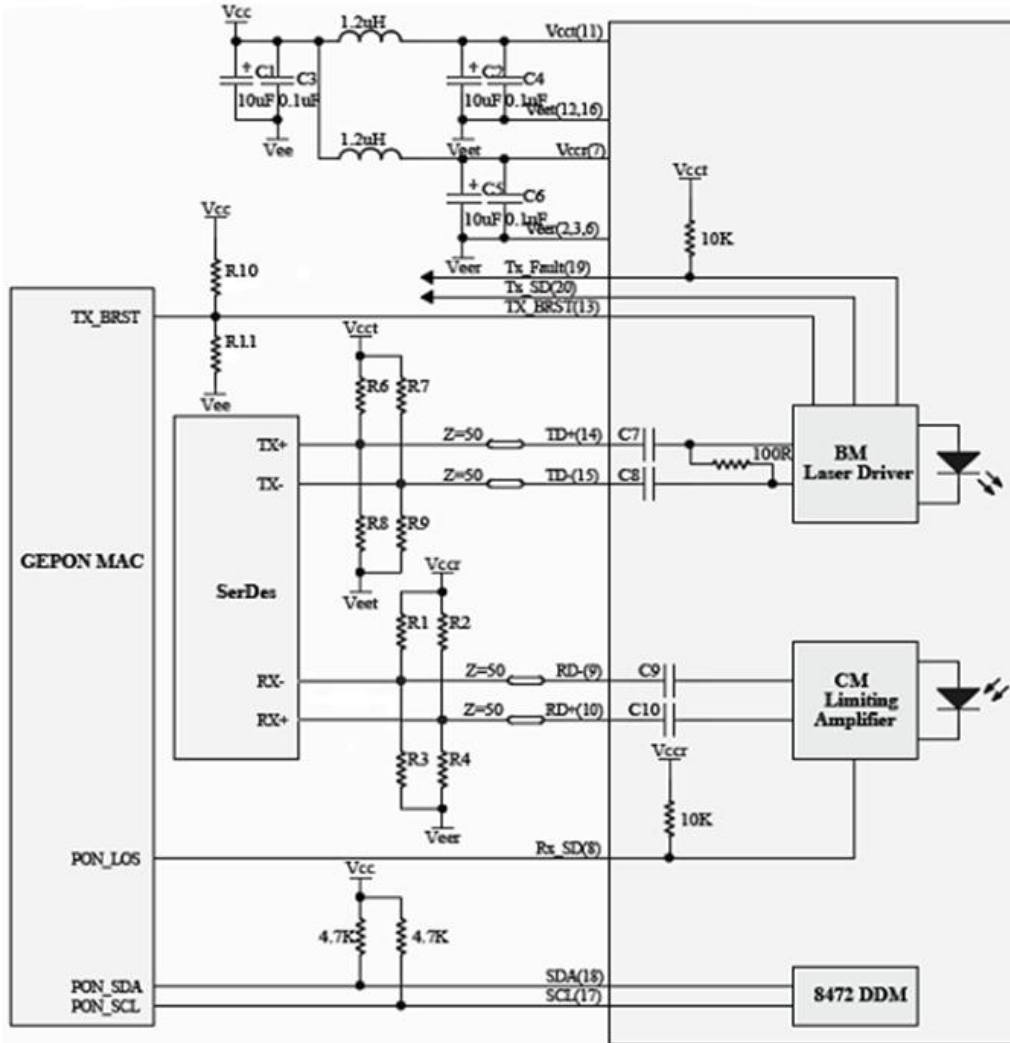 Vcc
1.2uH
Vcct(11)
+ C1 C3
10uF 0.1uF
+ C2 C4
10uF 0.1uF
Vee
Veet
Veet(12,16)
1.2uH
Vccr(7)
+ C5 C6
10uF 0.1uF
Veer
Veer(2,3,6)
Vcct
10K
Vcc
R10
Tx_Fault(19)
Tx_SD(20)
TX_BRST
TX_BRST(13)
R11
Vee
Vcct
R6 R7
TX+
Z=50
TD+(14)
C7
100R
BM
Laser Driver
TX-
Z=50
TD-(15)
C8
R8 R9
GEPON MAC
SerDes
Veet
Vccr
R1 R2
RX-
Z=50
RD-(9)
C9
CM
Limiting
Amplifier
RX+
Z=50
RD+(10)
C10
R3 R4
Vccr
10K
Veer
PON_LOS
Rx_SD(8)
Vcc
4.7K 4.7K
PON_SDA
SDA(18)
PON_SCL
SCL(17)
8472 DDM